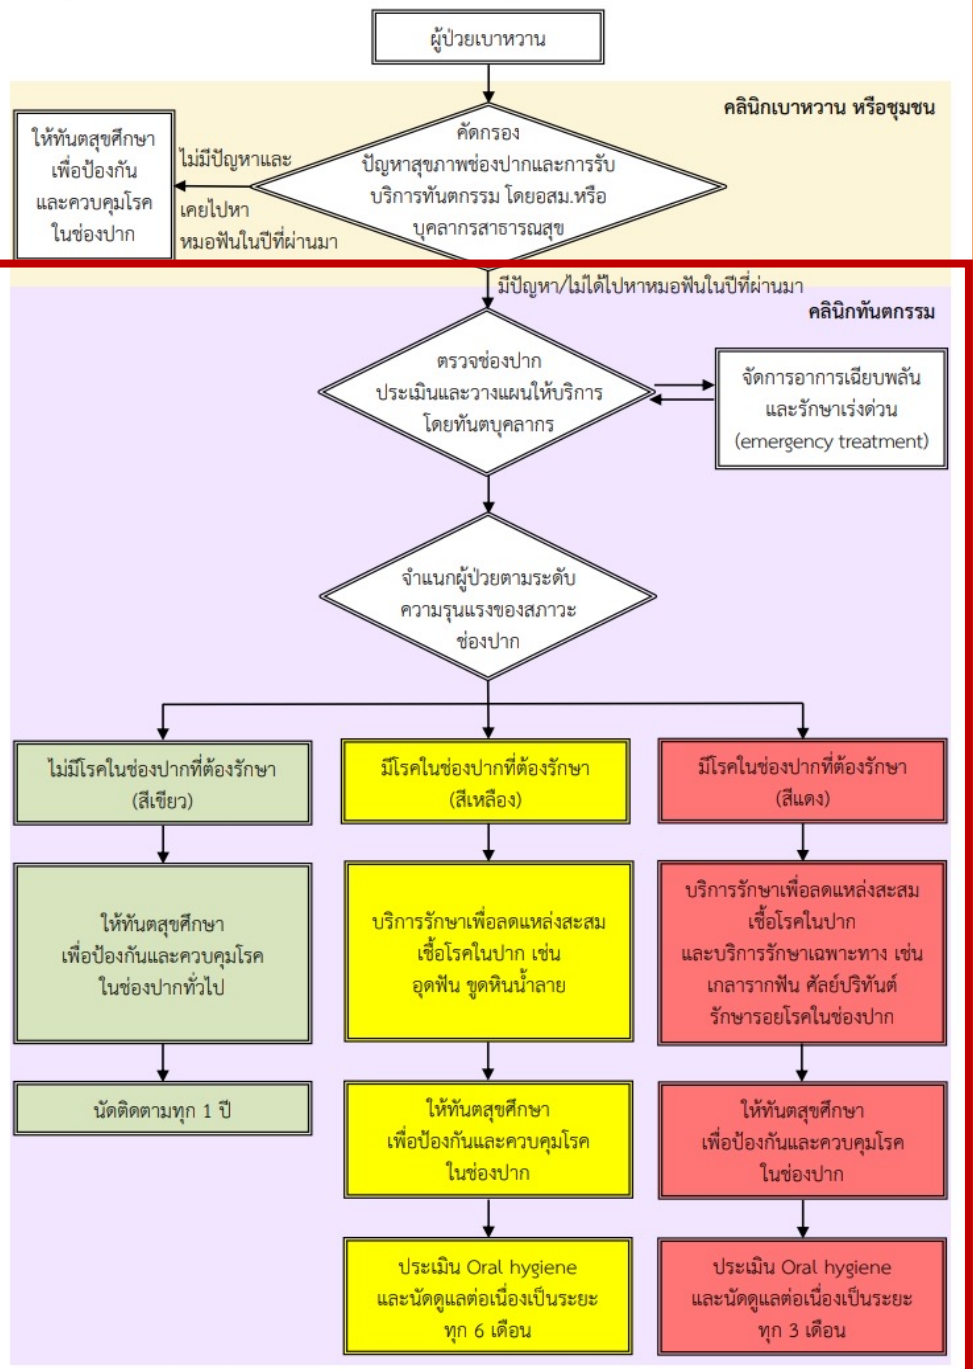 ผู้ป่วยเบาหวาน
คลินิกเบาหวาน หรือชุมชน
คัดกรอง
ปัญหาสุขภาพช่องปากและการรับ
บริการทันตกรรม โดยอสม.หรือ
บุคลากรสาธารณสุข
ไม่มีปัญหาและ
เคยไปหา
หมอฟันในปีที่ผ่านมา
ให้ทันตสุขศึกษา
เพื่อป้องกัน
และควบคุมโรค
ในช่องปาก
มีปัญหา/ไม่ได้ไปหาหมอฟันในปีที่ผ่านมา
คลินิกทันตกรรม
ตรวจช่องปาก
ประเมินและวางแผนให้บริการ
โดยทันตบุคลากร
จัดการอาการเฉียบพลัน
และรักษาเร่งด่วน
(emergency treatment)
จำแนกผู้ป่วยตามระดับ
ความรุนแรงของสภาวะ
ช่องปาก
ไม่มีโรคในช่องปากที่ต้องรักษา
(สีเขียว)
ให้ทันตสุขศึกษา
เพื่อป้องกันและควบคุมโรค
ในช่องปากทั่วไป
นัดติดตามทุก 1 ปี
มีโรคในช่องปากที่ต้องรักษา
(สีเหลือง)
บริการรักษาเพื่อลดแหล่งสะสม
เชื้อโรคในปาก เช่น
อุดฟัน ขูดหินน้ำลาย
ให้ทันตสุขศึกษา
เพื่อป้องกันและควบคุมโรค
ในช่องปาก
ประเมิน Oral hygiene
และนัดดูแลต่อเนื่องเป็นระยะ
ทุก 6 เดือน
มีโรคในช่องปากที่ต้องรักษา
(สีแดง)
บริการรักษาเพื่อลดแหล่งสะสม
เชื้อโรคในปาก
และบริการรักษาเฉพาะทาง เช่น
เกลารากฟัน ศัลย์ปริทันต์
รักษารอยโรคในช่องปาก
ให้ทันตสุขศึกษา
เพื่อป้องกันและควบคุมโรค
ในช่องปาก
ประเมิน Oral hygiene
และนัดดูแลต่อเนื่องเป็นระยะ
ทุก 3 เดือน